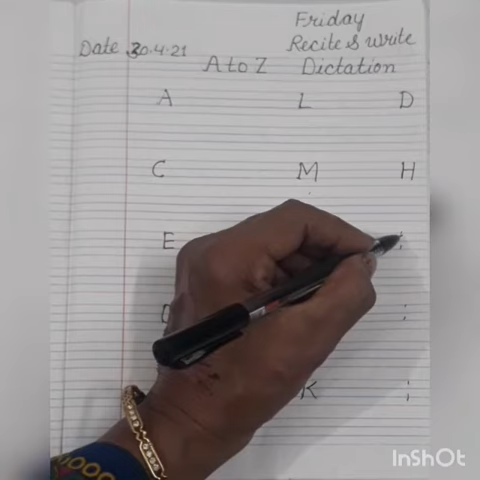 Friday
Date 30.4.21 Recite & write
A to Z Dictation
A L D
C M H
E
K
InShOt